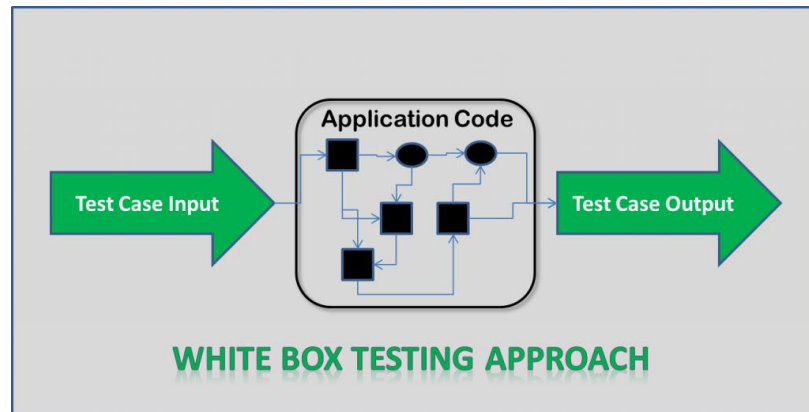 Application Code
Test Case Input
Test Case Output
WHITE BOX TESTING APPROACH